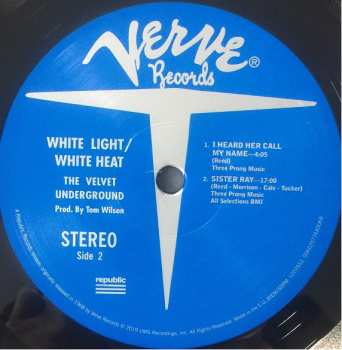 Verve®
Records
WHITE LIGHT/
WHITE HEAT
THE VELVET
UNDERGROUND
Prod. By Tom Wilson
STEREO
Side 2
1. I HEARD HER CALL
MY NAME—4:05
(Reed)
Three Prong Music
2. SISTER RAY—17:00
(Reed - Morrison - Cale - Tucker)
Three Prong Music
All Selections BMI
republic